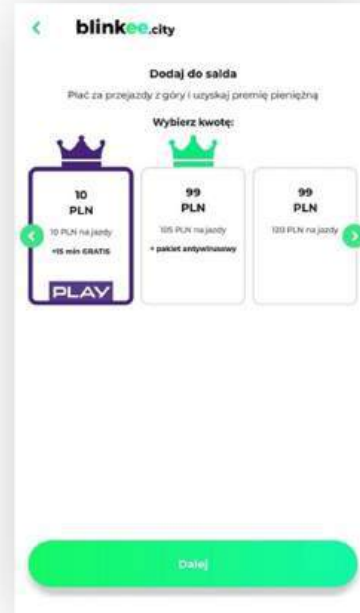 blinkee.city
Dodaj do salda
Płać za przejazdy z góry i uzyskaj premię pieniężną
Wybierz kwotę:
10
PLN
10 PLN na jazdy
+15 min GRATIS
PLAY
99
PLN
105 PLN na jazdy
+ pakiet antywirusowy
99
PLN
120 PLN na jazdy
Dalej